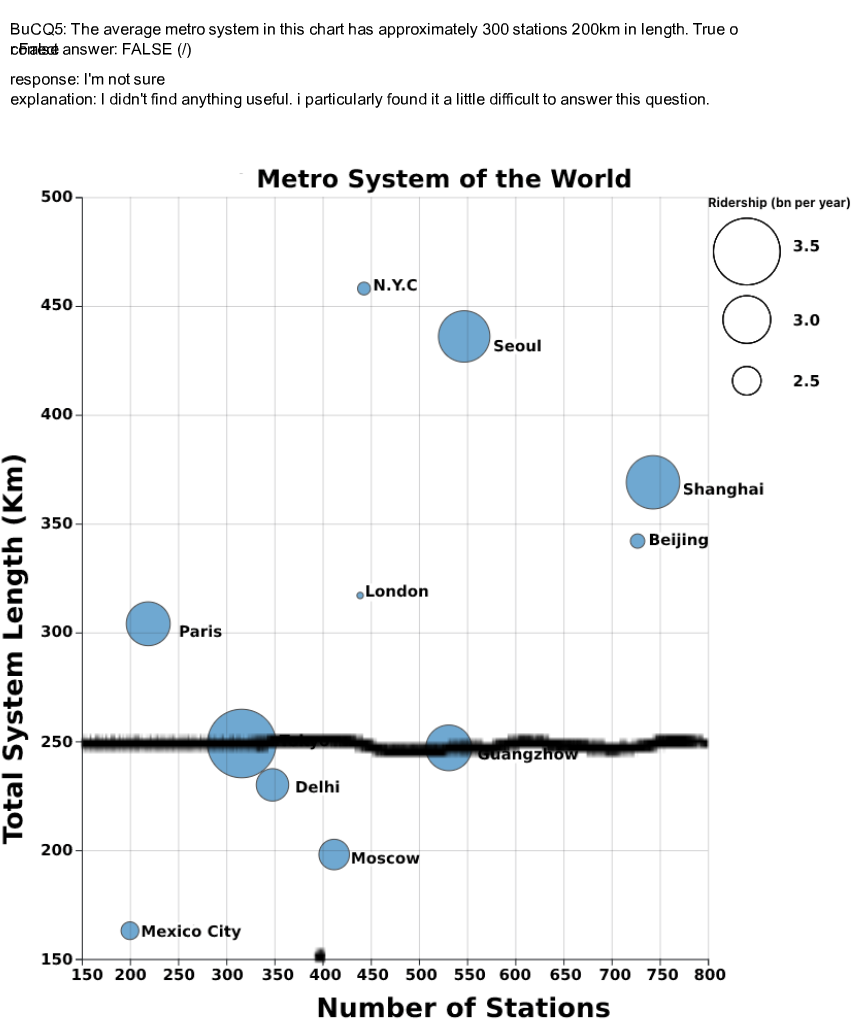 BuCQ5: The average metro system in this chart has approximately 300 stations 200km in length. True o
r False
correct answer: FALSE (/)
response: I'm not sure
explanation: I didn't find anything useful. i particularly found it a little difficult to answer this question.
Metro System of the World
Ridership (bn per year)
3.5
3.0
2.5
500
450
400
350
300
250
200
150
Total System Length (Km)
N.Y.C
Seoul
Shanghai
Beijing
London
Paris
Guangzhow
Delhi
Moscow
Mexico City
150 200 250 300 350 400 450 500 550 600 650 700 750 800
Number of Stations